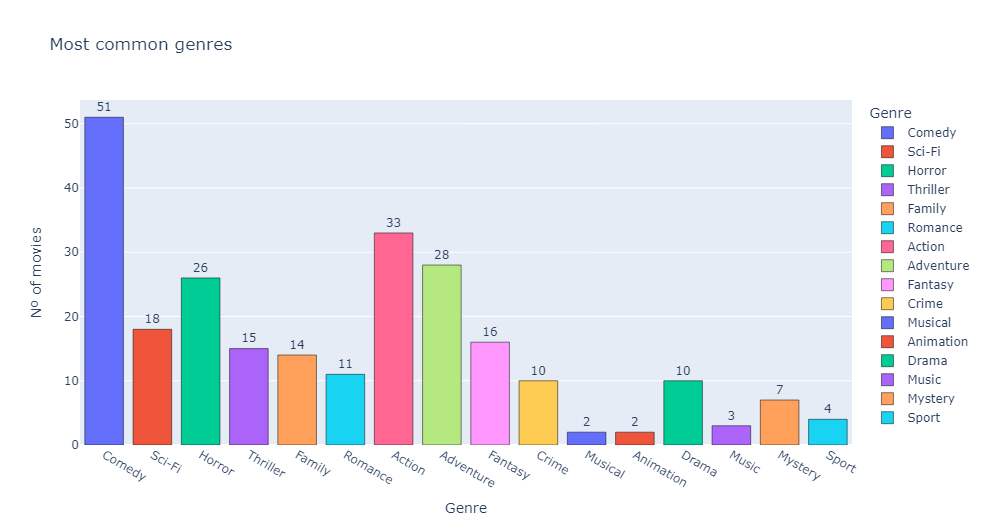 Most common genres
51
18
26
15
14
11
33
28
16
10
2
2
10
3
7
4
50
40
30
20
10
0
Nº of movies
Comedy
Sci-Fi
Horror
Thriller
Family
Romance
Action
Adventure
Fantasy
Crime
Musical
Animation
Drama
Music
Mystery
Sport
Genre
Genre
Comedy
Sci-Fi
Horror
Thriller
Family
Romance
Action
Adventure
Fantasy
Crime
Musical
Animation
Drama
Music
Mystery
Sport